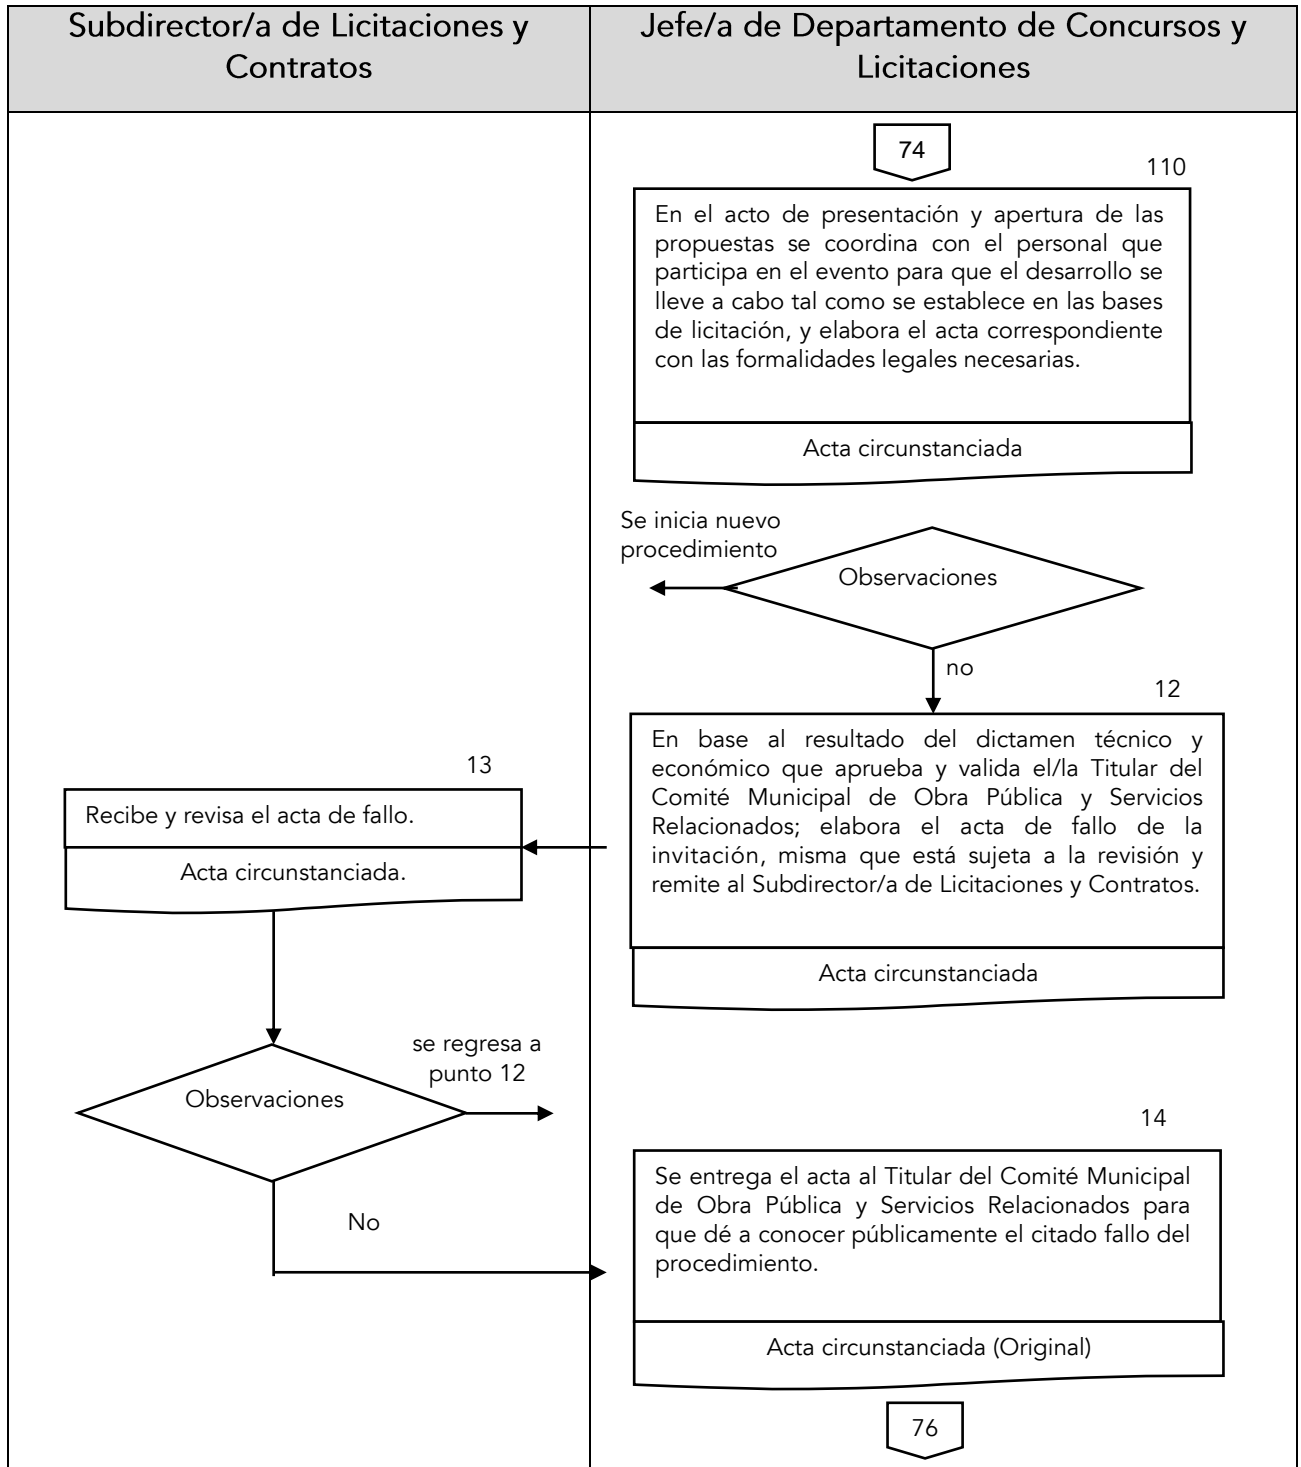 Subdirector/a de Licitaciones y
Contratos
Jefe/a de Departamento de Concursos y
Licitaciones
74
110
En el acto de presentación y apertura de las
propuestas se coordina con el personal que
participa en el evento para que el desarrollo se
lleve a cabo tal como se establece en las bases
de licitación, y elabora el acta correspondiente
con las formalidades legales necesarias.
Acta circunstanciada
Se inicia nuevo
procedimiento
Observaciones
no
12
En base al resultado del dictamen técnico y
económico que aprueba y valida el/la Titular del
Comité Municipal de Obra Pública y Servicios
Relacionados; elabora el acta de fallo de la
invitación, misma que está sujeta a la revisión y
remite al Subdirector/a de Licitaciones y Contratos.
Acta circunstanciada
13
Recibe y revisa el acta de fallo.
Acta circunstanciada.
se regresa a
punto 12
Observaciones
No
14
Se entrega el acta al Titular del Comité Municipal
de Obra Pública y Servicios Relacionados para
que dé a conocer públicamente el citado fallo del
procedimiento.
Acta circunstanciada (Original)
76